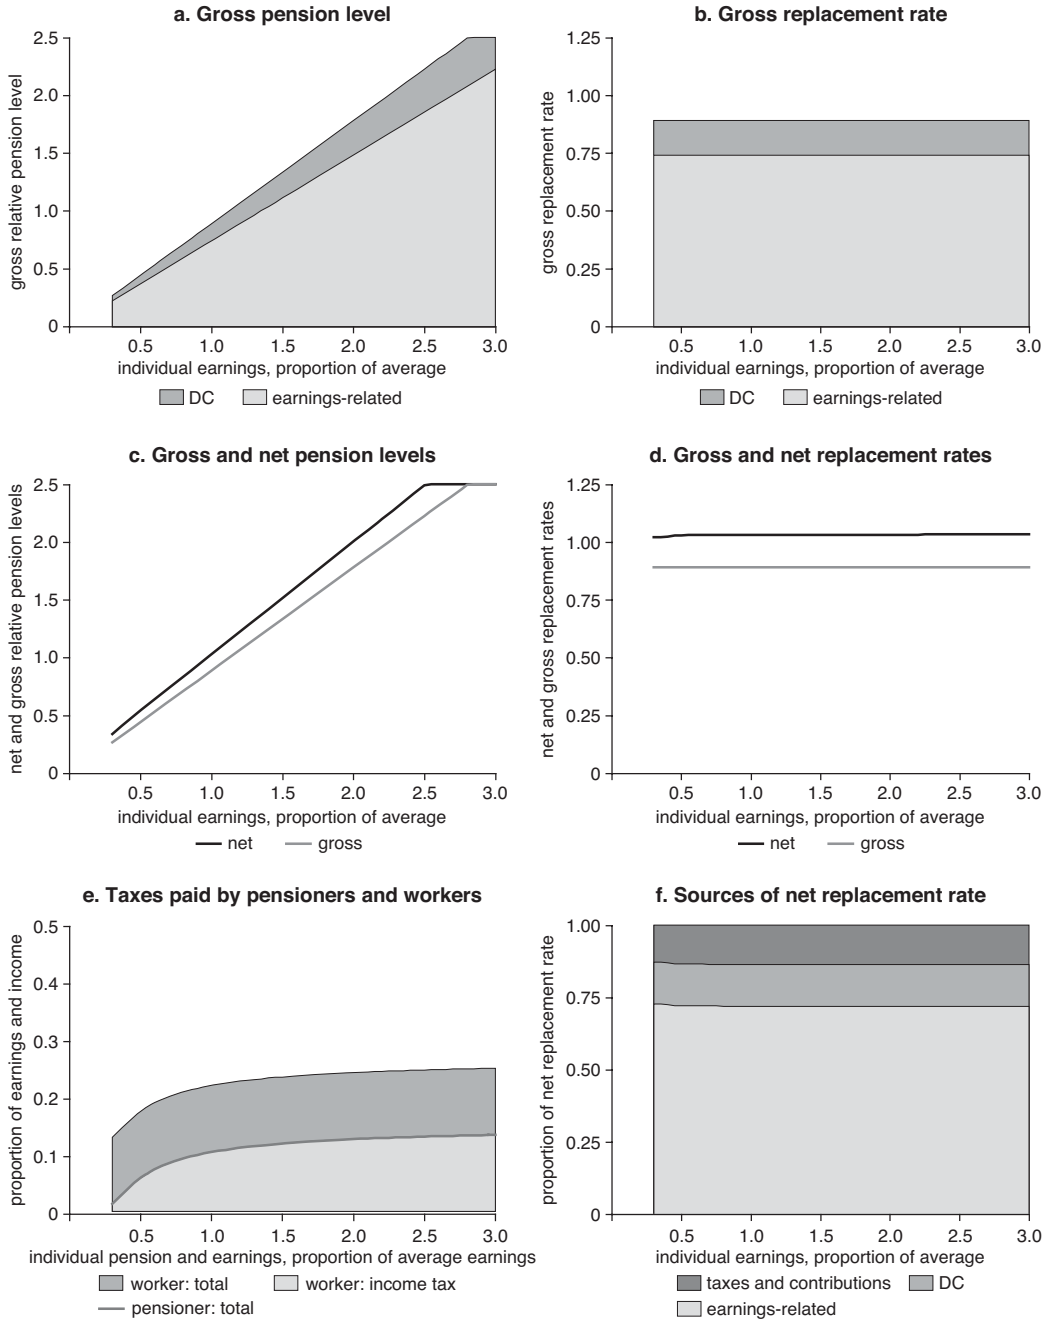 a. Gross pension level
gross relative pension level
2.5
2.0
1.5
1.0
0.5
0
0.5 1.0 1.5 2.0 2.5 3.0
individual earnings, proportion of average
DC earnings-related
b. Gross replacement rate
gross replacement rate
1.25
1.00
0.75
0.50
0.25
0
0.5 1.0 1.5 2.0 2.5 3.0
individual earnings, proportion of average
DC earnings-related
c. Gross and net pension levels
net and gross relative pension levels
2.5
2.0
1.5
1.0
0.5
0
0.5 1.0 1.5 2.0 2.5 3.0
individual earnings, proportion of average
net gross
d. Gross and net replacement rates
net and gross replacement rates
1.25
1.00
0.75
0.50
0.25
0
0.5 1.0 1.5 2.0 2.5 3.0
individual earnings, proportion of average
net gross
e. Taxes paid by pensioners and workers
proportion of earnings and income
0.5
0.4
0.3
0.2
0.1
0
0.5 1.0 1.5 2.0 2.5 3.0
individual pension and earnings, proportion of average earnings
worker: total worker: income tax
pensioner: total
f. Sources of net replacement rate
proportion of net replacement rate
1.00
0.75
0.50
0.25
0
0.5 1.0 1.5 2.0 2.5 3.0
individual earnings, proportion of average
taxes and contributions DC
earnings-related